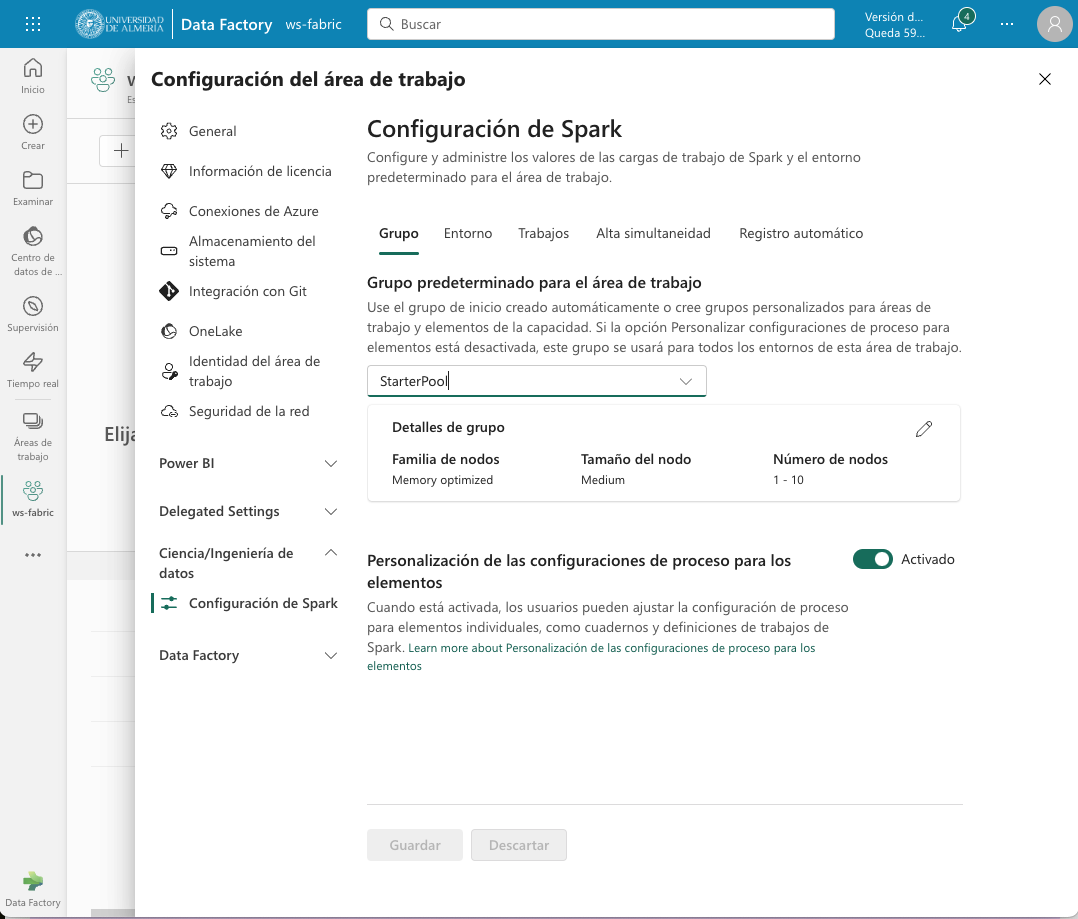 UNIVERSIDAD
DE ALMERÍA
Data Factory
ws-fabric
Buscar
Versión d...
Queda 59...
4
Inicio
Crear
Examinar
Centro de
datos de ...
Supervisión
Tiempo real
Áreas de
trabajo
ws-fabric
Data Factory
Es
Elija
Configuración del área de trabajo
General
Información de licencia
Conexiones de Azure
Almacenamiento del
sistema
Integración con Git
OneLake
Identidad del área de
trabajo
Seguridad de la red
Power BI
Delegated Settings
Ciencia/Ingeniería de
datos
Configuración de Spark
Data Factory
Configuración de Spark
Configure y administre los valores de las cargas de trabajo de Spark y el entorno
predeterminado para el área de trabajo.
Grupo Entorno Trabajos Alta simultaneidad Registro automático
Grupo predeterminado para el área de trabajo
Use el grupo de inicio creado automáticamente o cree grupos personalizados para áreas de
trabajo y elementos de la capacidad. Si la opción Personalizar configuraciones de proceso para
elementos está desactivada, este grupo se usará para todos los entornos de esta área de trabajo.
StarterPool
Detalles de grupo
Familia de nodos Tamaño del nodo Número de nodos
Memory optimized Medium 1 - 10
Personalización de las configuraciones de proceso para los
elementos
Activado
Cuando está activada, los usuarios pueden ajustar la configuración de proceso
para elementos individuales, como cuadernos y definiciones de trabajos de
Spark. Learn more about Personalización de las configuraciones de proceso para los
elementos
Guardar Descartar